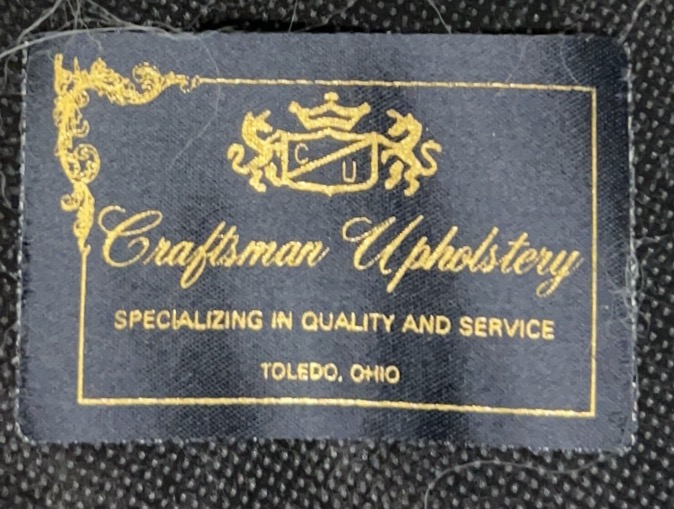 C U
Craftsman Upholstery
SPECIALIZING IN QUALITY AND SERVICE
TOLEDO, OHIO